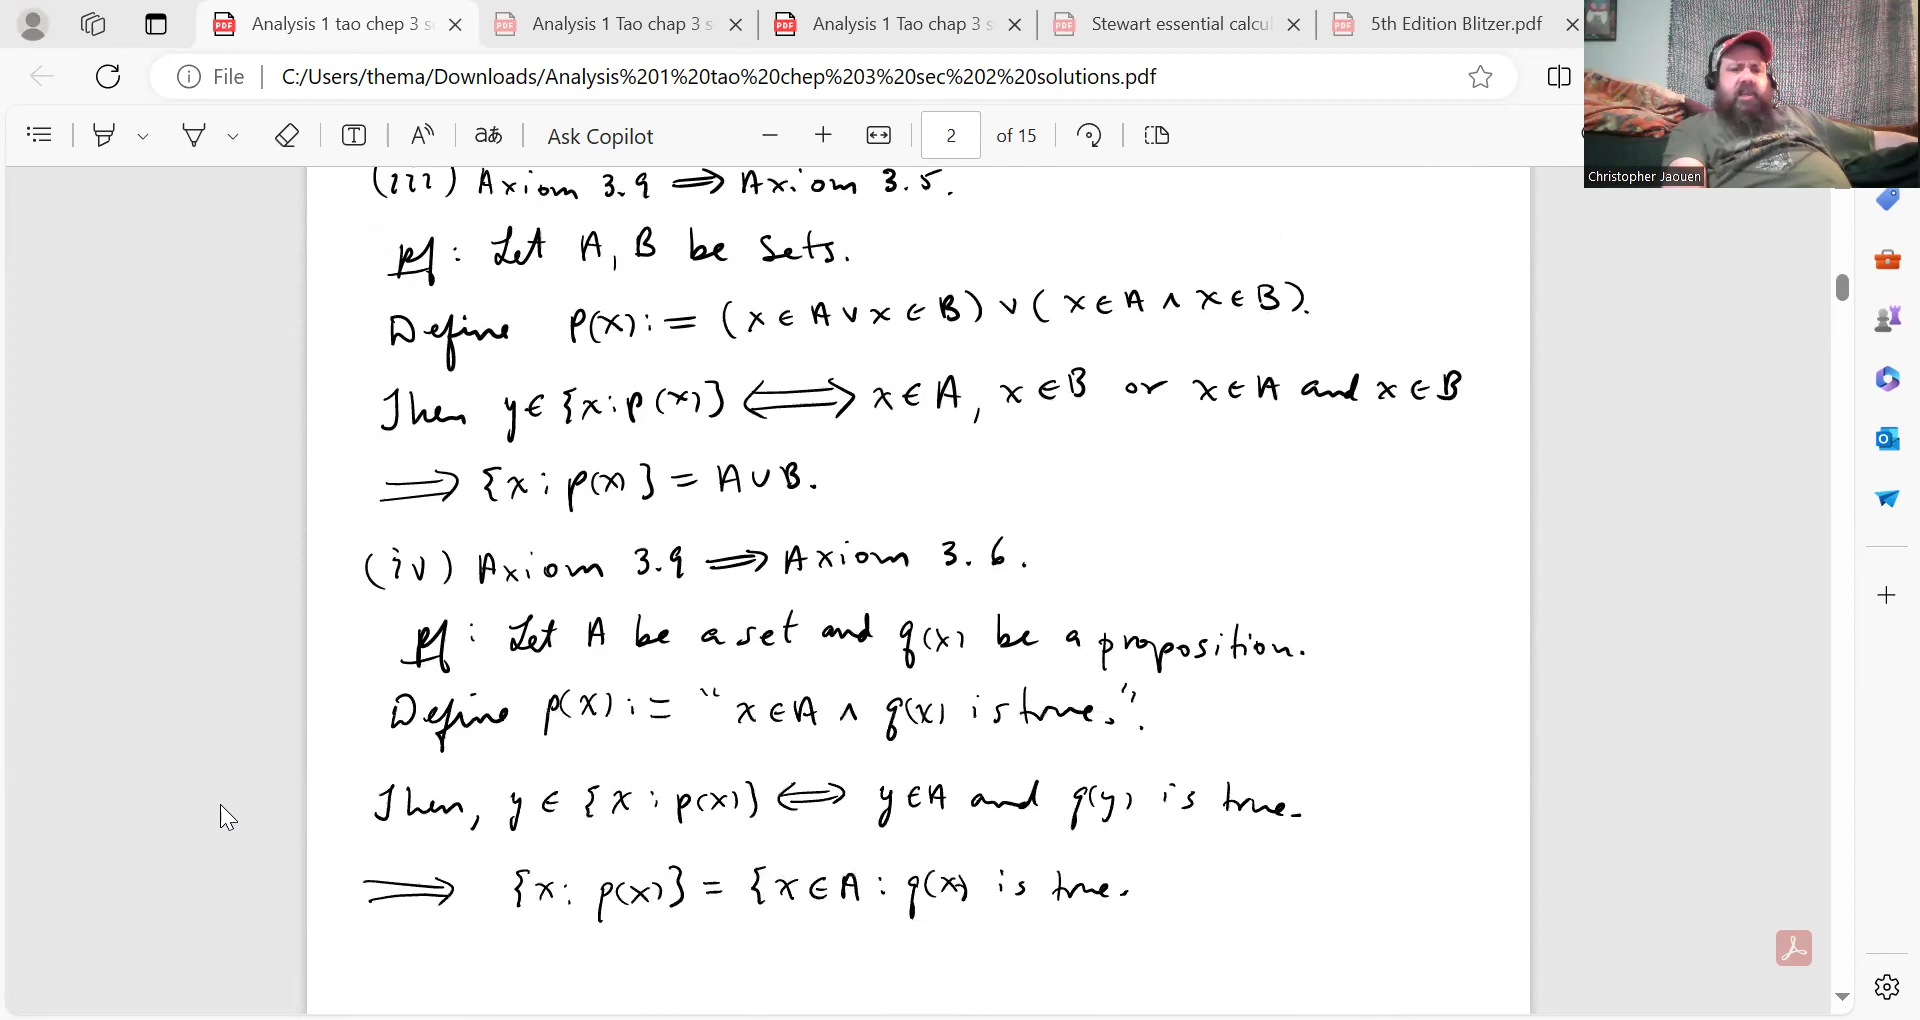 Analysis 1 tao chep 3 s
Analysis 1 Tao chap 3 s
Analysis 1 Tao chap 3 s
Stewart essential calcu
5th Edition Blitzer.pdf
File
C:/Users/thema/Downloads/Analysis%201%20tao%20chep%203%20sec%202%20solutions.pdf
Ask Copilot
2 of 15
Christopher Jaouen
(iii) Axiom 3.9 ⟹ Axiom 3.5.
pf: Let A, B be sets.
Define P(x):= (x ∈ A ∨ x ∈ B) ∨ (x ∈ A ∧ x ∈ B).
Then y ∈ {x: p(x)} ⟺ x ∈ A, x ∈ B or x ∈ A and x ∈ B
⟹ {x: p(x)} = A ∪ B.
(iv) Axiom 3.9 ⟹ Axiom 3.6.
pf: Let A be a set and q(x) be a proposition.
Define p(x):= "x ∈ A ∧ q(x) is true.".
Then, y ∈ {x: p(x)} ⟺ y ∈ A and q(y) is true.
⟹ {x: p(x)} = {x ∈ A: q(x) is true.